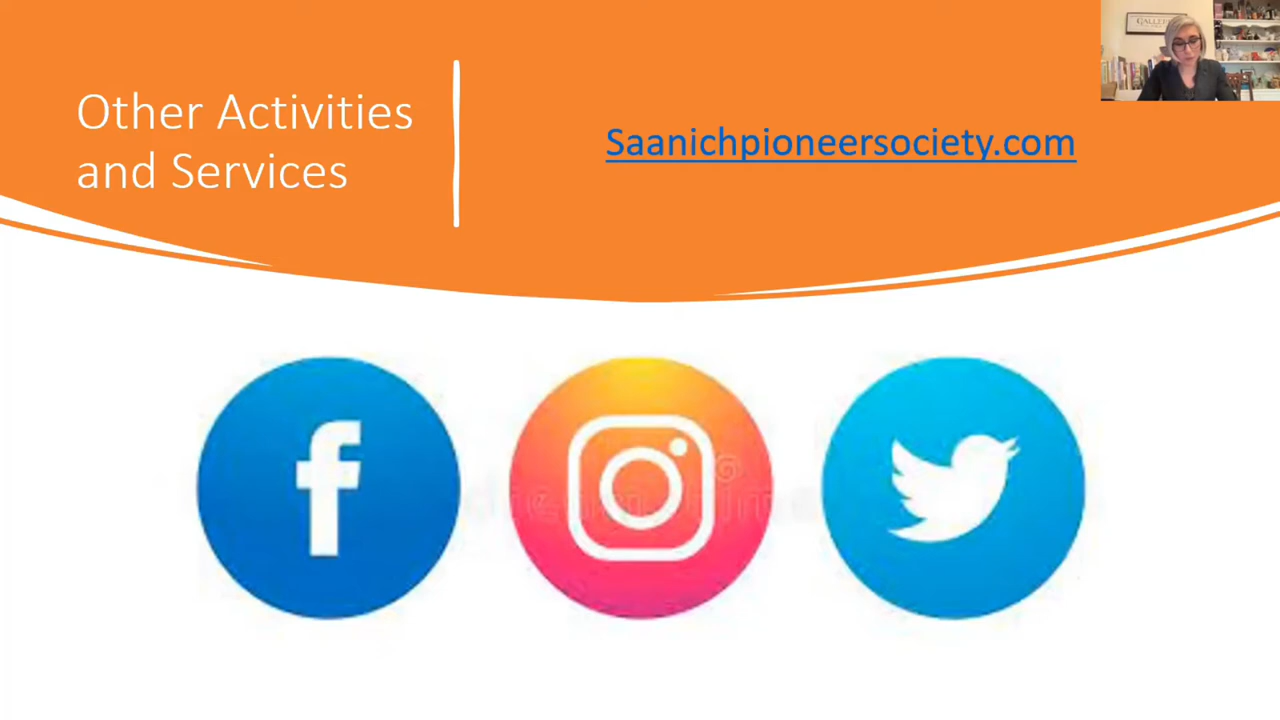 Other Activities
and Services
Saanichpioneersociety.com